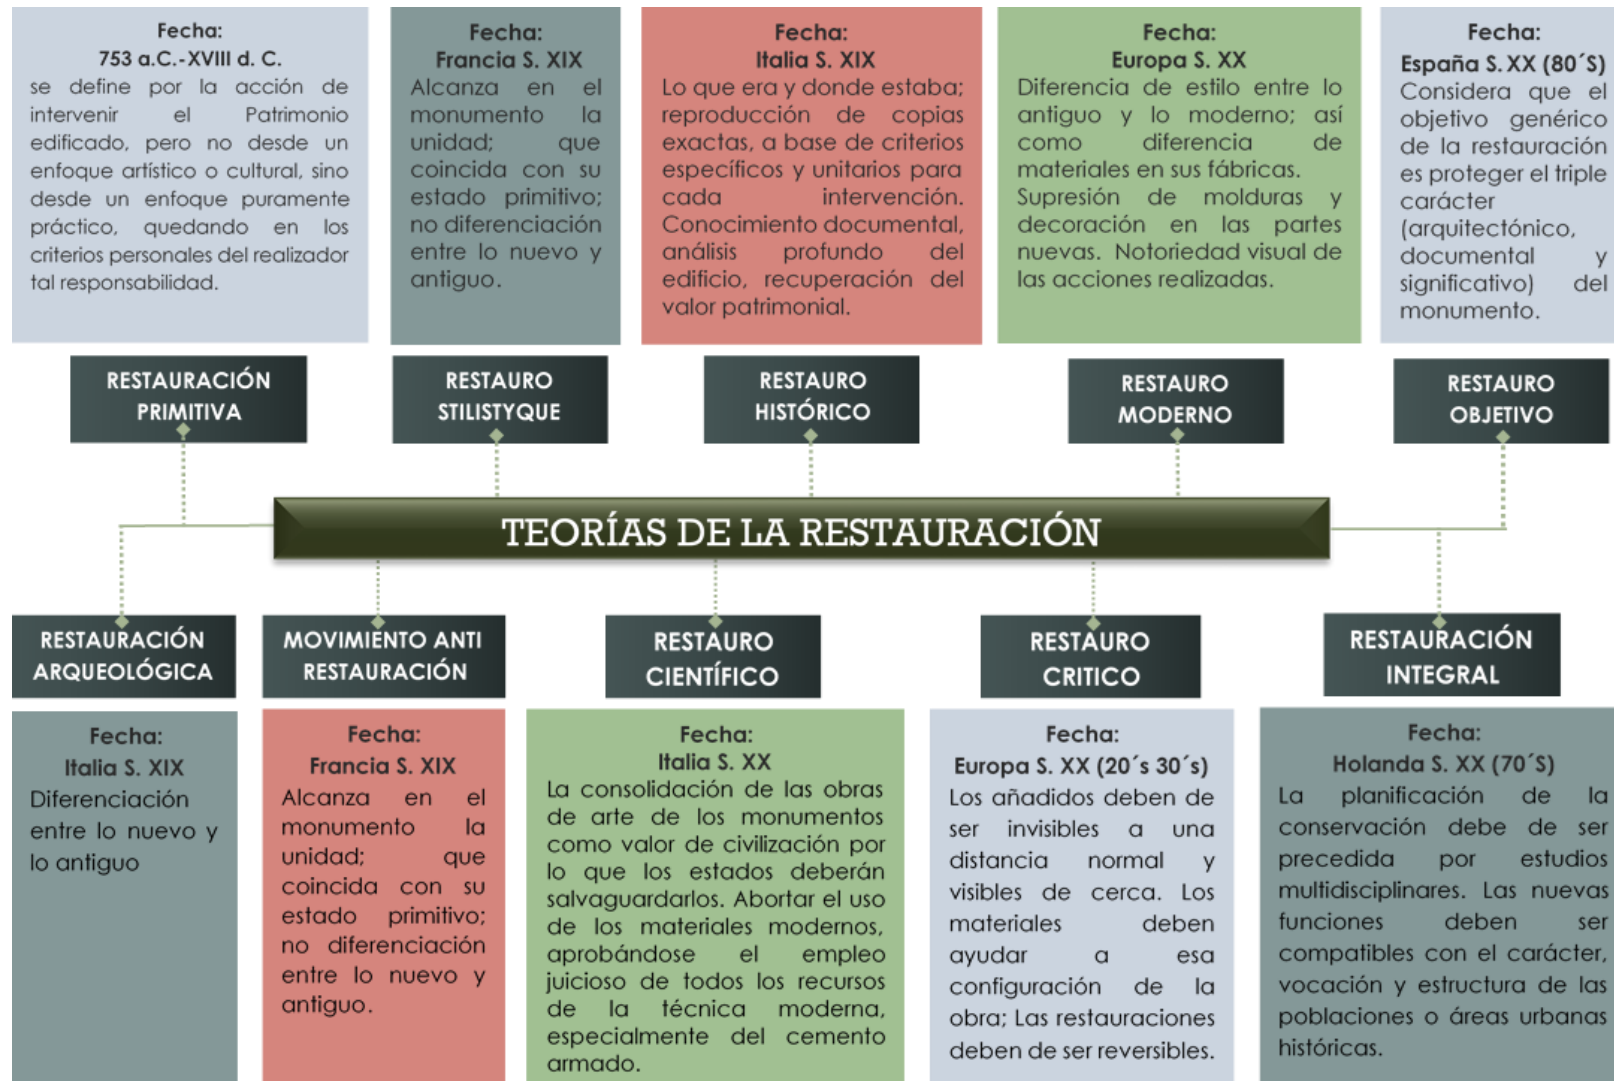 Fecha:
753 a.C.-XVIII d. C.
se define por la acción de
intervenir el Patrimonio
edificado, pero no desde un
enfoque artístico o cultural, sino
desde un enfoque puramente
práctico, quedando en los
criterios personales del realizador
tal responsabilidad.
RESTAURACIÓN
PRIMITIVA
Fecha:
Francia S. XIX
Alcanza en el
monumento la
unidad; que
coincida con su
estado primitivo;
no diferenciación
entre lo nuevo y
antiguo.
RESTAURO
STILISTYQUE
Fecha:
Italia S. XIX
Lo que era y donde estaba;
reproducción de copias
exactas, a base de criterios
específicos y unitarios para
cada intervención.
Conocimiento documental,
análisis profundo del
edificio, recuperación del
valor patrimonial.
RESTAURO
HISTÓRICO
Fecha:
Europa S. XX
Diferencia de estilo entre lo
antiguo y lo moderno; así
como diferencia de
materiales en sus fábricas.
Supresión de molduras y
decoración en las partes
nuevas. Notoriedad visual de
las acciones realizadas.
RESTAURO
MODERNO
Fecha:
España S. XX (80´S)
Considera que el
objetivo genérico
de la restauración
es proteger el triple
carácter
(arquitectónico,
documental y
significativo) del
monumento.
RESTAURO
OBJETIVO
TEORÍAS DE LA RESTAURACIÓN
RESTAURACIÓN
ARQUEOLÓGICA
Fecha:
Italia S. XIX
Diferenciación
entre lo nuevo y
lo antiguo
MOVIMIENTO ANTI
RESTAURACIÓN
Fecha:
Francia S. XIX
Alcanza en el
monumento la
unidad; que
coincida con su
estado primitivo;
no diferenciación
entre lo nuevo y
antiguo.
RESTAURO
CIENTÍFICO
Fecha:
Italia S. XX
La consolidación de las obras
de arte de los monumentos
como valor de civilización por
lo que los estados deberán
salvaguardarlos. Abortar el uso
de los materiales modernos,
aprobándose el empleo
juicioso de todos los recursos
de la técnica moderna,
especialmente del cemento
armado.
RESTAURO
CRITICO
Fecha:
Europa S. XX (20´s 30´s)
Los añadidos deben de
ser invisibles a una
distancia normal y
visibles de cerca. Los
materiales deben
ayudar a esa
configuración de la
obra; Las restauraciones
deben de ser reversibles.
RESTAURACIÓN
INTEGRAL
Fecha:
Holanda S. XX (70´S)
La planificación de la
conservación debe de ser
precedida por estudios
multidisciplinares. Las nuevas
funciones deben ser
compatibles con el carácter,
vocación y estructura de las
poblaciones o áreas urbanas
históricas.